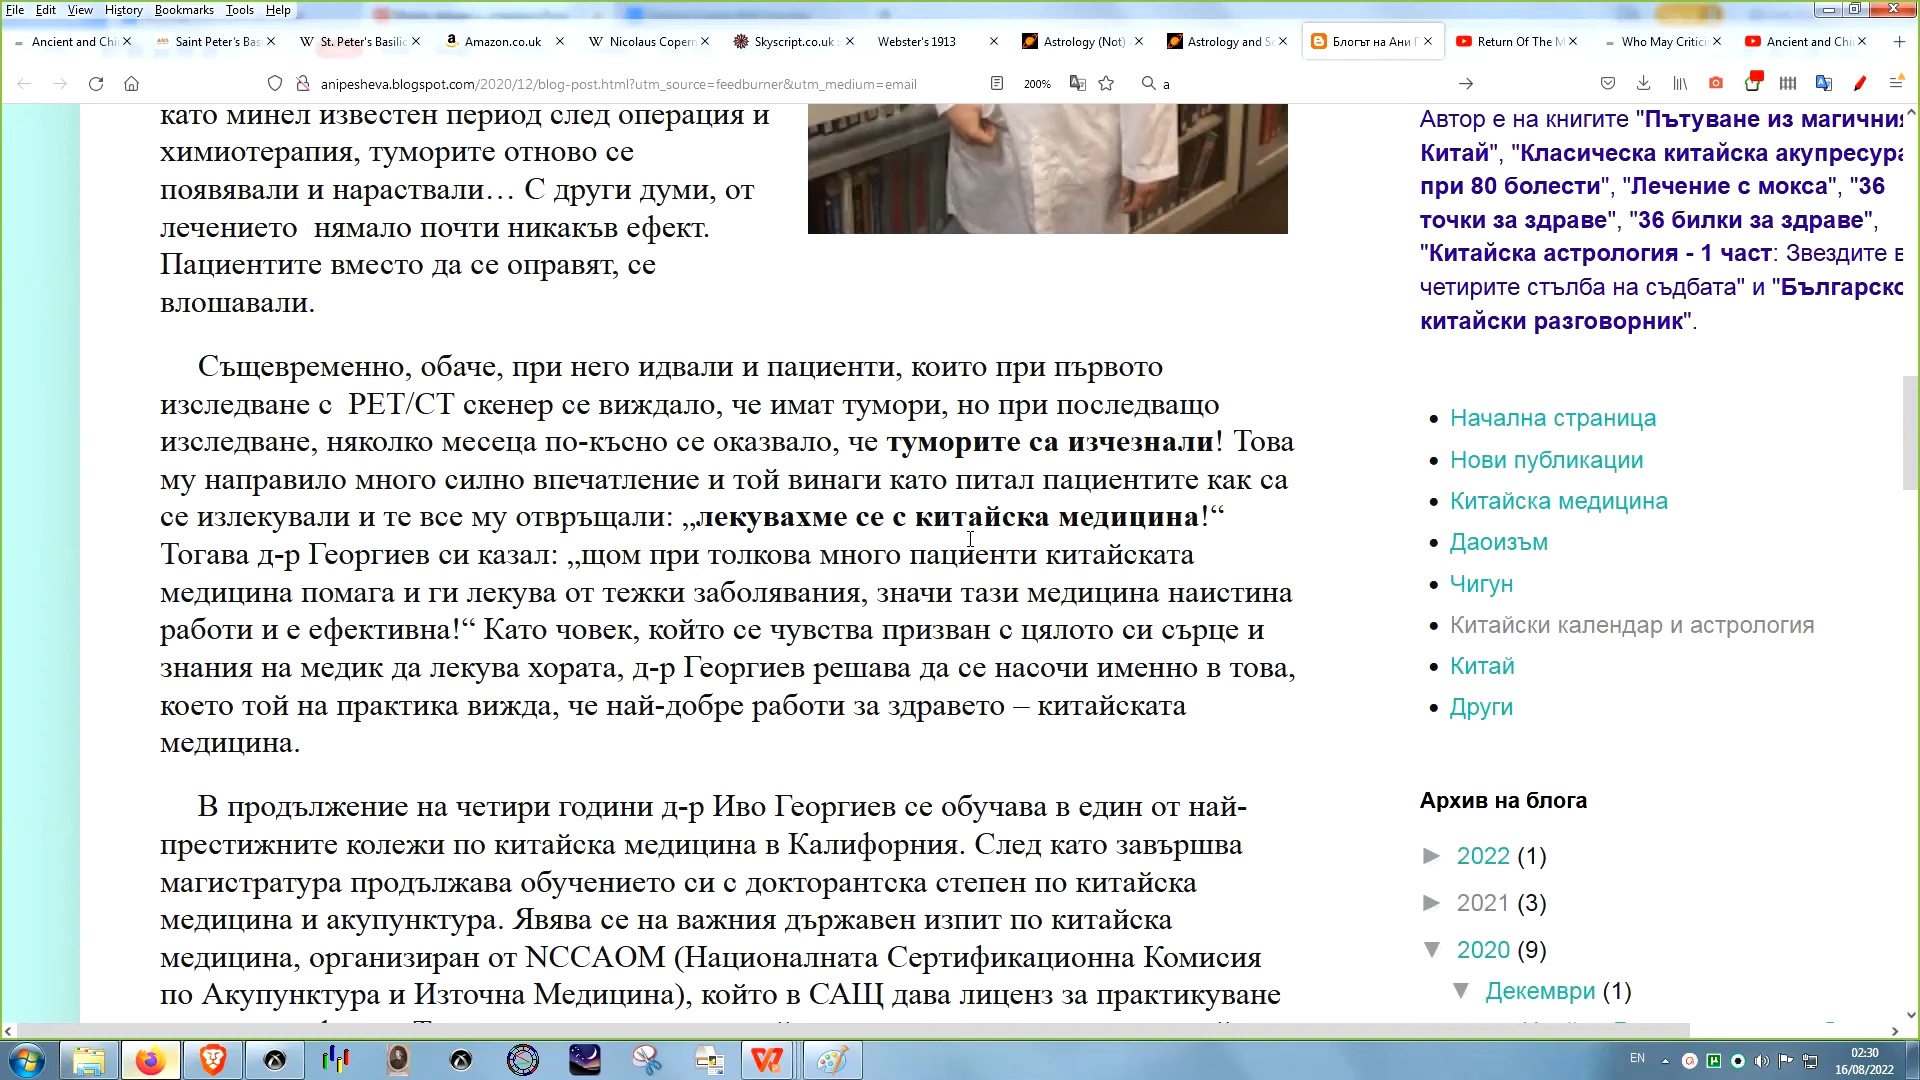 File Edit View History Bookmarks Tools Help
Ancient and Chi
Saint Peter's Bas
St. Peter's Basilic
Amazon.co.uk
Nicolaus Copern
Skyscript.co.uk
Webster's 1913
Astrology (Not)
Astrology and S
Блогът на Ани П
Return Of The M
Who May Critici
Ancient and Chi
anipesheva.blogspot.com/2020/12/blog-post.html?utm_source=feedburner&utm_medium=email
200%
a
като минел известен период след операция и
химиотерапия, туморите отново се
появявали и нараствали… С други думи, от
лечението нямало почти никакъв ефект.
Пациентите вместо да се оправят, се
влошавали.
Същевременно, обаче, при него идвали и пациенти, които при първото
изследване с PET/CT скенер се виждало, че имат тумори, но при последващо
изследване, няколко месеца по-късно се оказвало, че туморите са изчезнали! Това
му направило много силно впечатление и той винаги като питал пациентите как са
се излекували и те все му отвръщали: „лекувахме се с китайска медицина!“
Тогава д-р Георгиев си казал: „щом при толкова много пациенти китайската
медицина помага и ги лекува от тежки заболявания, значи тази медицина наистина
работи и е ефективна!“ Като човек, който се чувства призван с цялото си сърце и
знания на медик да лекува хората, д-р Георгиев решава да се насочи именно в това,
което той на практика вижда, че най-добре работи за здравето – китайската
медицина.
В продължение на четири години д-р Иво Георгиев се обучава в един от най-
престижните колежи по китайска медицина в Калифорния. След като завършва
магистратура продължава обучението си с докторантска степен по китайска
медицина и акупунктура. Явява се на важния държавен изпит по китайска
медицина, организиран от NCCAOM (Националната Сертификационна Комисия
по Акупунктура и Източна Медицина), който в САЩ дава лиценз за практикуване
Автор е на книгите "Пътуване из магичния
Китай", "Класическа китайска акупресура
при 80 болести", "Лечение с мокса", "36
точки за здраве", "36 билки за здраве",
"Китайска астрология - 1 част: Звездите в
четирите стълба на съдбата" и "Българско
китайски разговорник".
Начална страница
Нови публикации
Китайска медицина
Даоизъм
Чигун
Китайски календар и астрология
Китай
Други
Архив на блога
► 2022 (1)
► 2021 (3)
▼ 2020 (9)
▼ Декември (1)
EN
02:30
16/08/2022